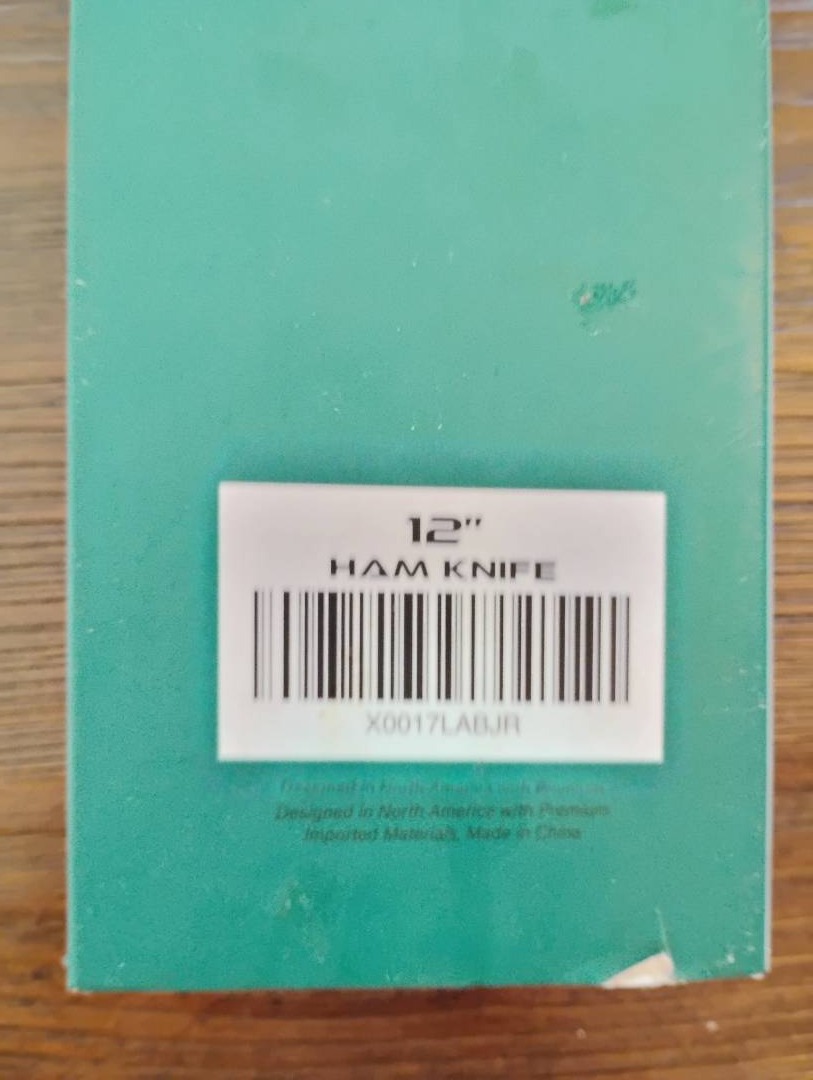 12"
HAM KNIFE
X0017LABJR
Designed in North America with Premium
Imported Materials. Made in China